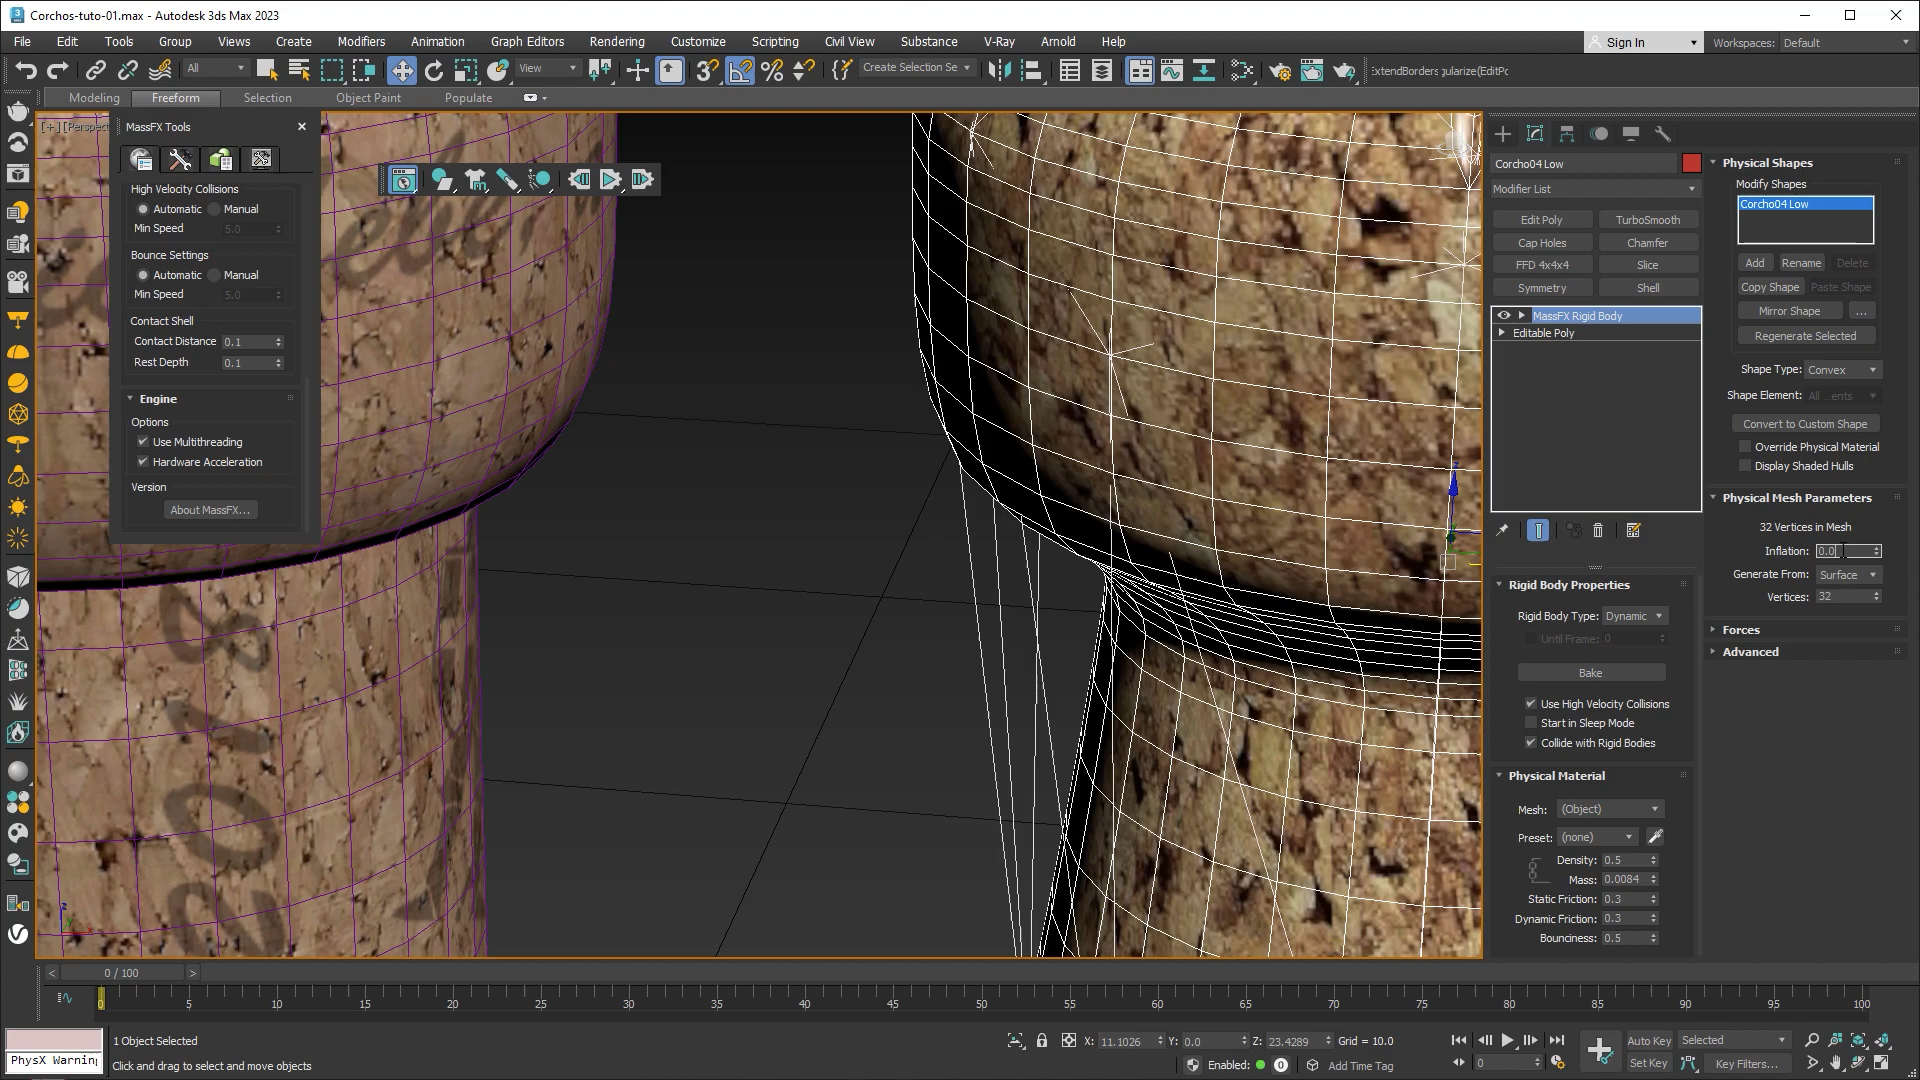 Corchos-tuto-01.max - Autodesk 3ds Max 2023
File Edit Tools Group Views Create Modifiers Animation Graph Editors Rendering Customize Scripting Civil View Substance V-Ray Arnold Help
Sign In Workspaces: Default
All View Create Selection Se
Modeling Freeform Selection Object Paint Populate
MassFX Tools
High Velocity Collisions
Automatic Manual
Min Speed 5.0
Bounce Settings
Automatic Manual
Min Speed 5.0
Contact Shell
Contact Distance 0.1
Rest Depth 0.1
Engine
Options
Use Multithreading
Hardware Acceleration
Version
About MassFX...
Corcho04 Low
Modifier List
Edit Poly TurboSmooth
Cap Holes Chamfer
FFD 4x4x4 Slice
Symmetry Shell
MassFX Rigid Body
Editable Poly
Rigid Body Properties
Rigid Body Type: Dynamic
Until Frame: 0
Bake
Use High Velocity Collisions
Start in Sleep Mode
Collide with Rigid Bodies
Physical Material
Mesh: (Object)
Preset: (none)
Density: 0.5
Mass: 0.0084
Static Friction: 0.3
Dynamic Friction: 0.3
Bounciness: 0.5
Physical Shapes
Modify Shapes
Corcho04 Low
Add Rename Delete
Copy Shape Paste Shape
Mirror Shape ...
Regenerate Selected
Shape Type: Convex
Shape Element: All ...ents
Convert to Custom Shape
Override Physical Material
Display Shaded Hulls
Physical Mesh Parameters
32 Vertices in Mesh
Inflation: 0.0
Generate From: Surface
Vertices: 32
Forces
Advanced
< 0 / 100 >
0 5 10 15 20 25 30 35 40 45 50 55 60 65 70 75 80 85 90 95 100
1 Object Selected
X: 11.1026 Y: 0.0 Z: 23.4289 Grid = 10.0
Auto Key Selected
Click and drag to select and move objects
Enabled: 0 Add Time Tag
0
Set Key Key Filters...